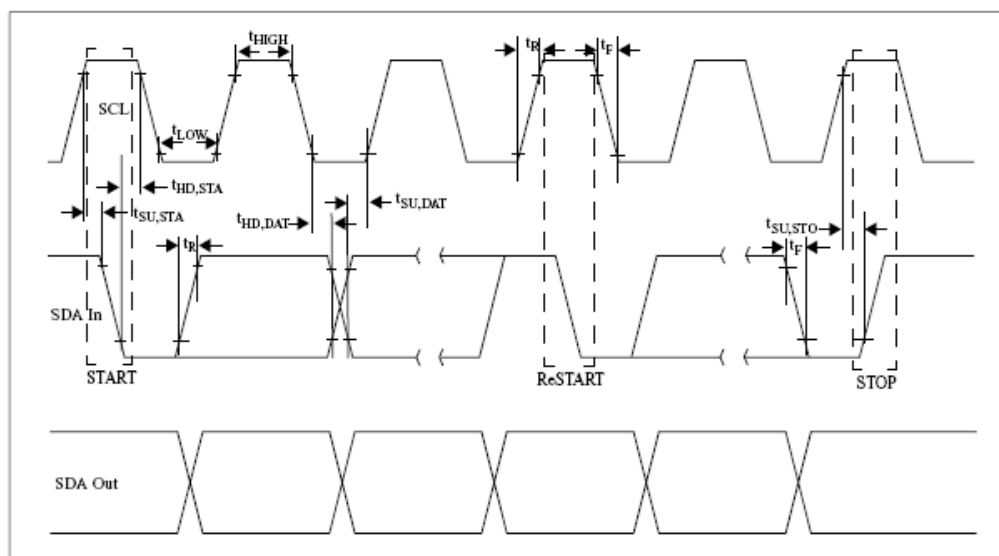 tHIGH
tR
tF
SCL
tLOW
tHD,STA
tSU,STA
tSU,DAT
tHD,DAT
tSU,STO
tR
tF
SDA In
START
ReSTART
STOP
SDA Out